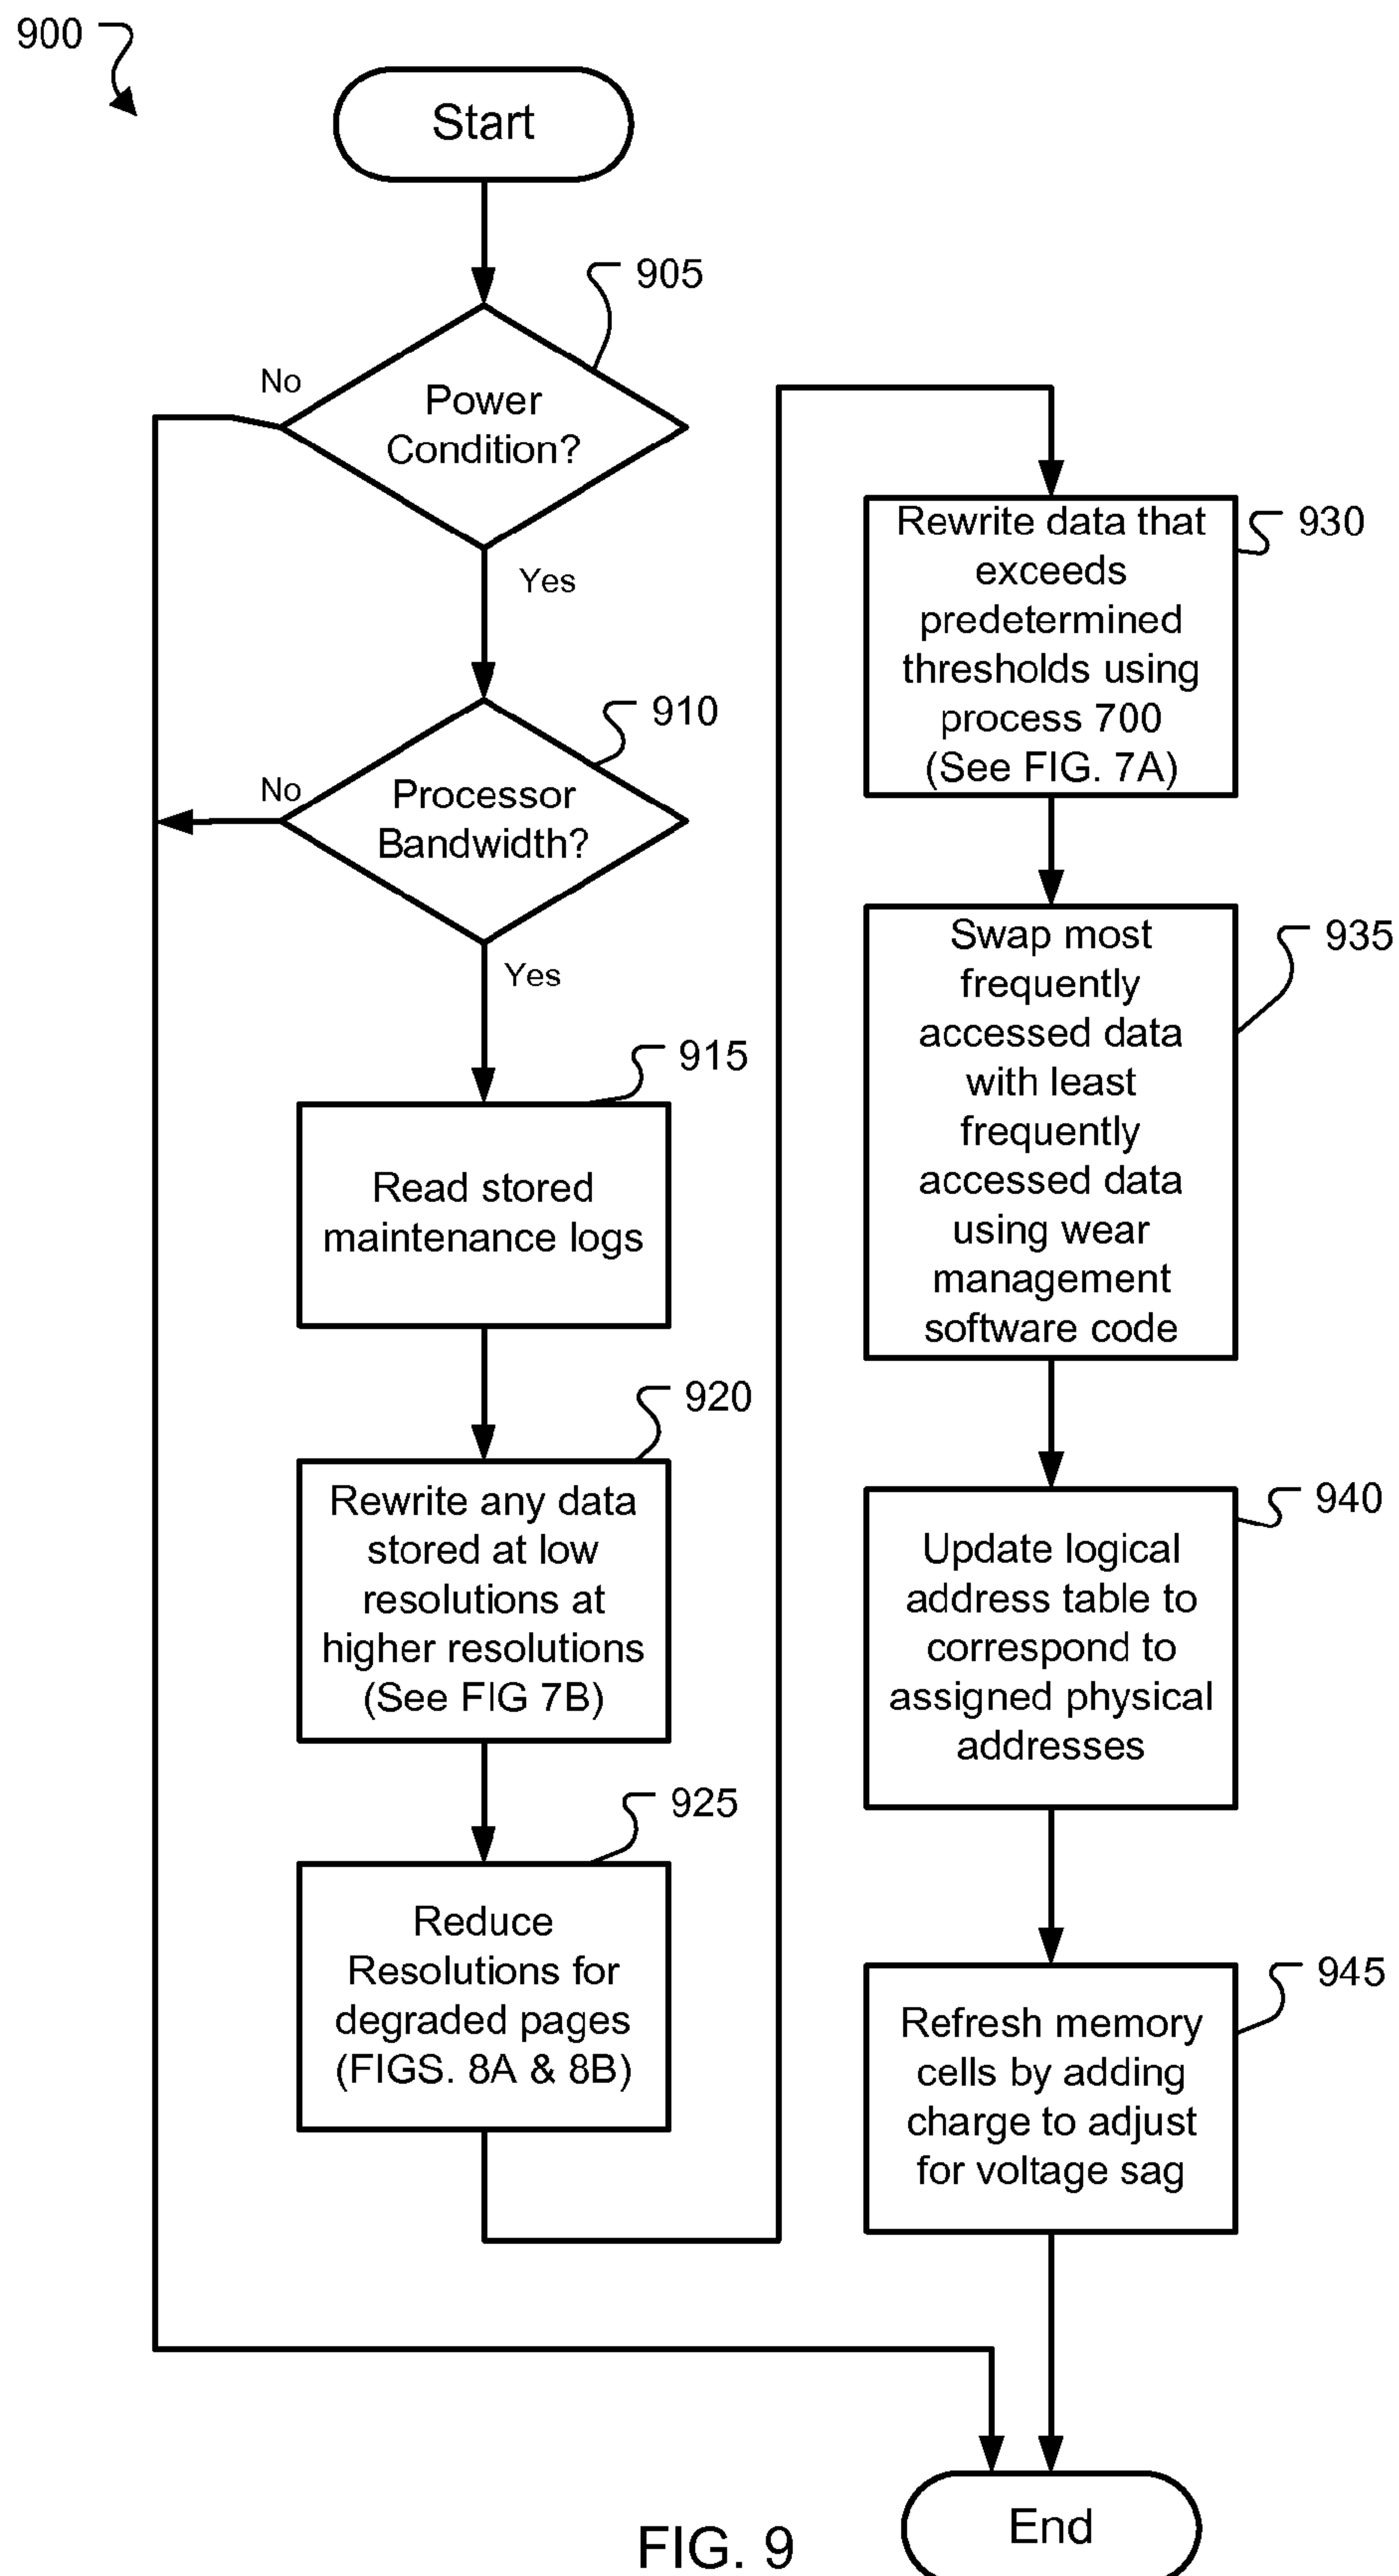 900
Start
905
No
Power
Condition?
Yes
910
No
Processor
Bandwidth?
Yes
915
Read stored
maintenance logs
920
Rewrite any data
stored at low
resolutions at
higher resolutions
(See FIG 7B)
925
Reduce
Resolutions for
degraded pages
(FIGS. 8A & 8B)
930
Rewrite data that
exceeds
predetermined
thresholds using
process 700
(See FIG. 7A)
935
Swap most
frequently
accessed data
with least
frequently
accessed data
using wear
management
software code
940
Update logical
address table to
correspond to
assigned physical
addresses
945
Refresh memory
cells by adding
charge to adjust
for voltage sag
End
FIG. 9